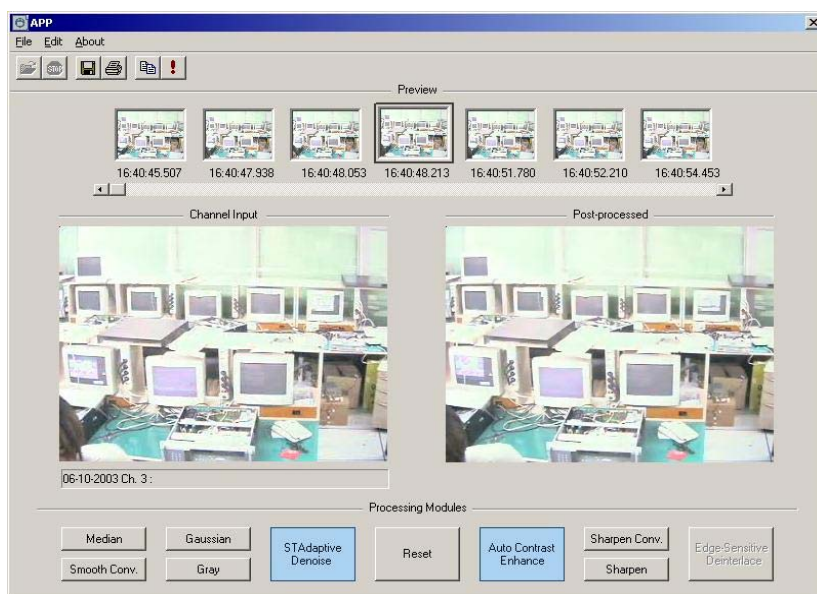 APP
File Edit About
STOP
Preview
16:40:45.507 16:40:47.938 16:40:48.053 16:40:48.213 16:40:51.780 16:40:52.210 16:40:54.453
Channel Input Post-processed
06-10-2003 Ch. 3 :
Processing Modules
Median Gaussian STAdaptive Denoise Reset Auto Contrast Enhance Sharpen Conv. Edge-Sensitive Deinterlace
Smooth Conv. Gray Sharpen